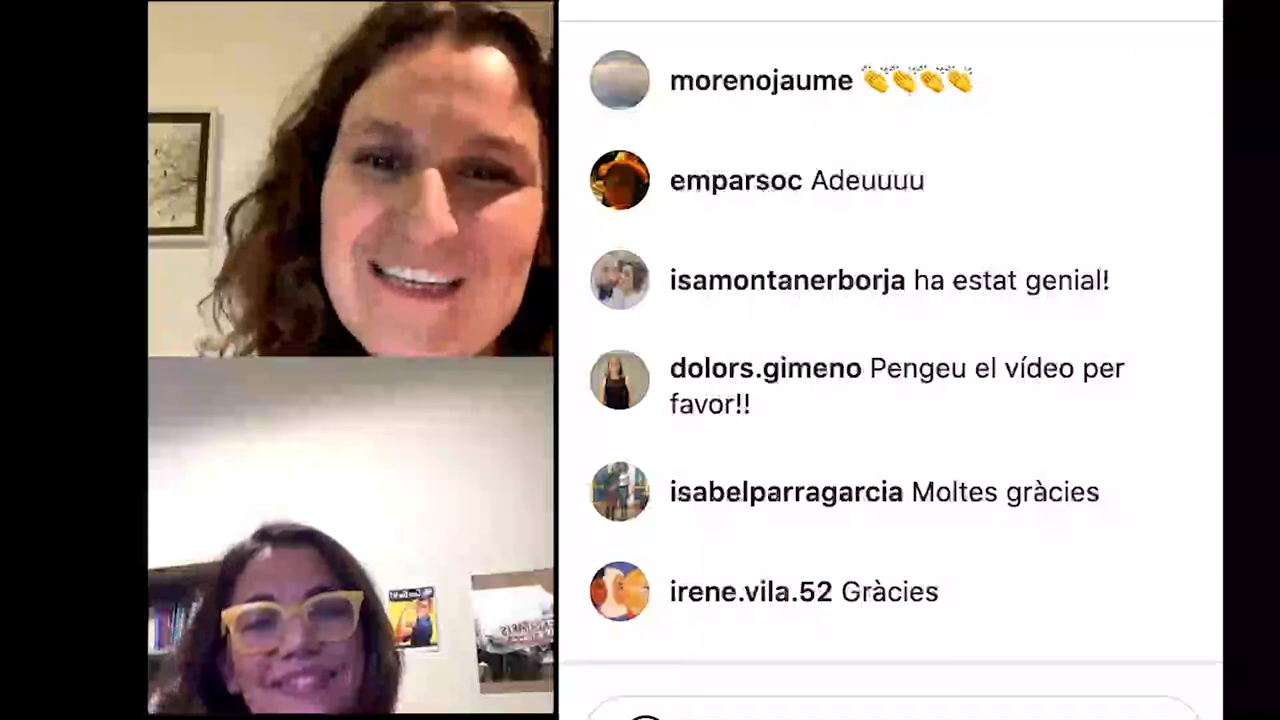 morenojaume 👏👏👏👏
emparsoc Adeuuuu
isamontanerborja ha estat genial!
dolors.gimeno Pengeu el vídeo per
favor!!
isabelparragarcia Moltes gràcies
irene.vila.52 Gràcies